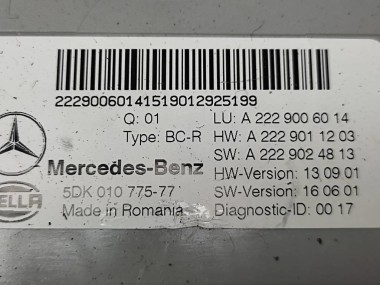 22290060141519012925199
Q: 01 LU: A 222 900 60 14
Type: BC-R HW: A 222 901 12 03
SW: A 222 902 48 13
Mercedes-Benz HW-Version: 13 09 01
5DK 010 775-77 SW-Version: 16 06 01
HELLA Made in Romania Diagnostic-ID: 00 17